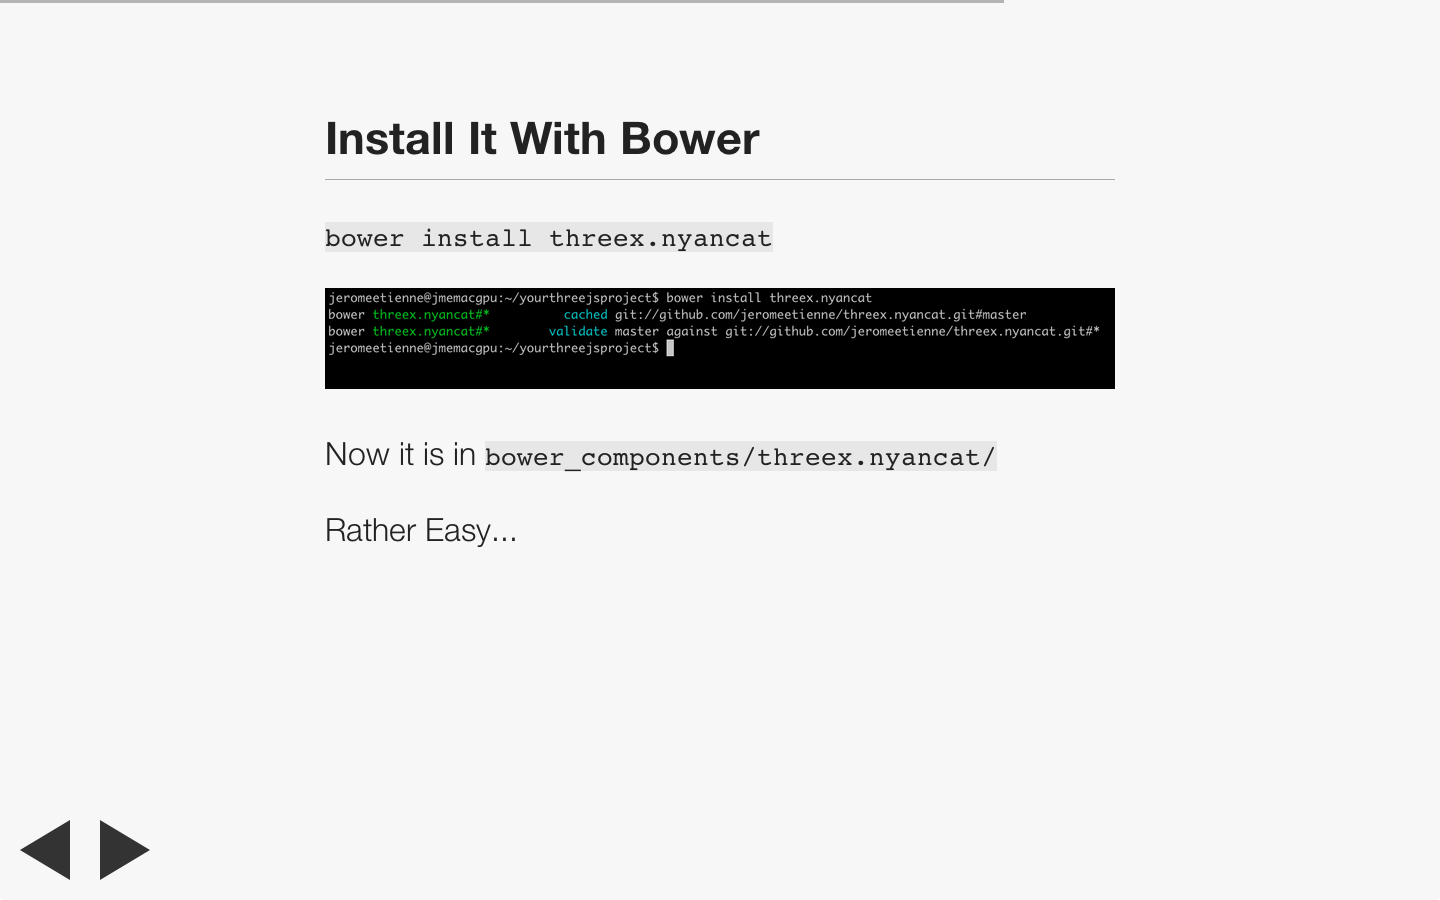 Install It With Bower
bower install threex.nyancat
jeromeetienne@jmemacgpu:~/yourthreejsproject$ bower install threex.nyancat
bower threex.nyancat#* cached git://github.com/jeromeetienne/threex.nyancat.git#master
bower threex.nyancat#* validate master against git://github.com/jeromeetienne/threex.nyancat.git#*
jeromeetienne@jmemacgpu:~/yourthreejsproject$
Now it is in bower_components/threex.nyancat/
Rather Easy...